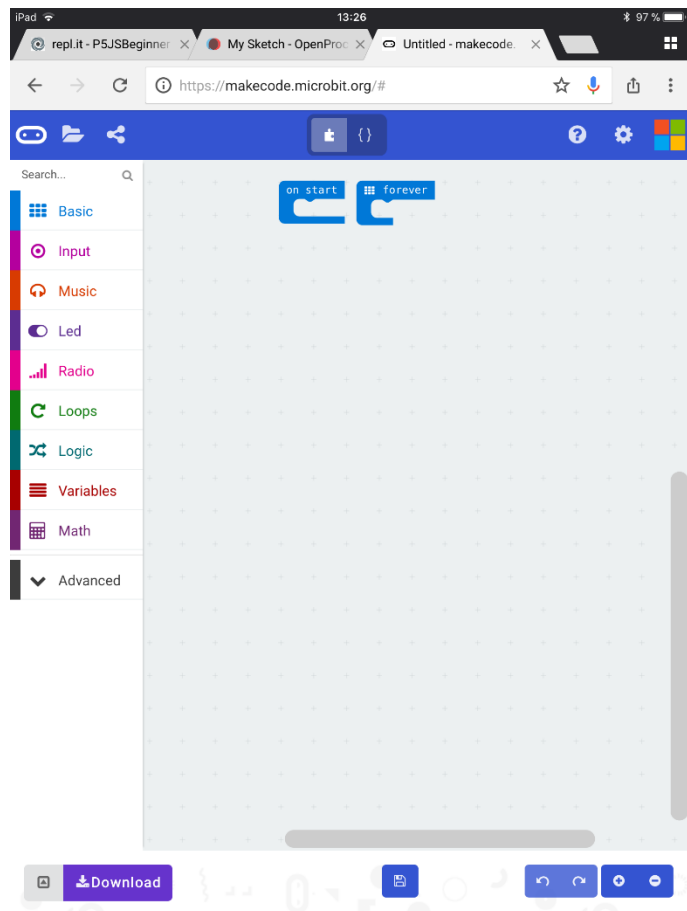 iPad 13:26 97 %
repl.it - P5JSBeginner My Sketch - OpenProc Untitled - makecode.
https://makecode.microbit.org/#
{}
Search...
on start forever
Basic
Input
Music
Led
Radio
Loops
Logic
Variables
Math
Advanced
Download